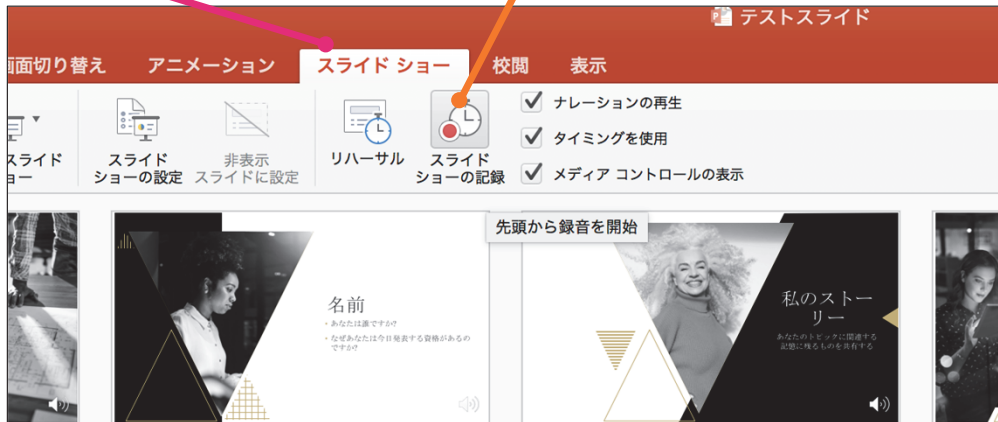 テストスライド
画面切り替え
アニメーション
スライド ショー
校閲
表示
スライド
ョー
スライド
ショーの設定
非表示
スライドに設定
リハーサル
スライド
ショーの記録
ナレーションの再生
タイミングを使用
メディア コントロールの表示
先頭から録音を開始
名前
・あなたは誰ですか?
・なぜあなたは今日発表する資格があるの
ですか?
私のストー
リー
あなたのトピックに関連する
記憶に残るものを共有する